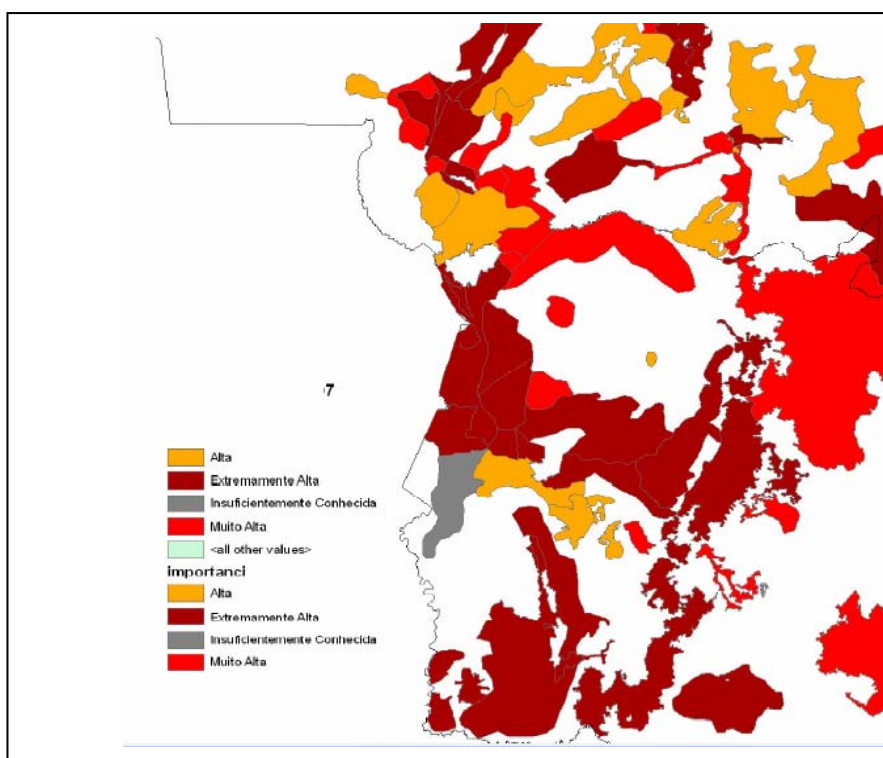 7
Alta
Extremamente Alta
Insuficientemente Conhecida
Muito Alta
<all other values>
importanci
Alta
Extremamente Alta
Insuficientemente Conhecida
Muito Alta